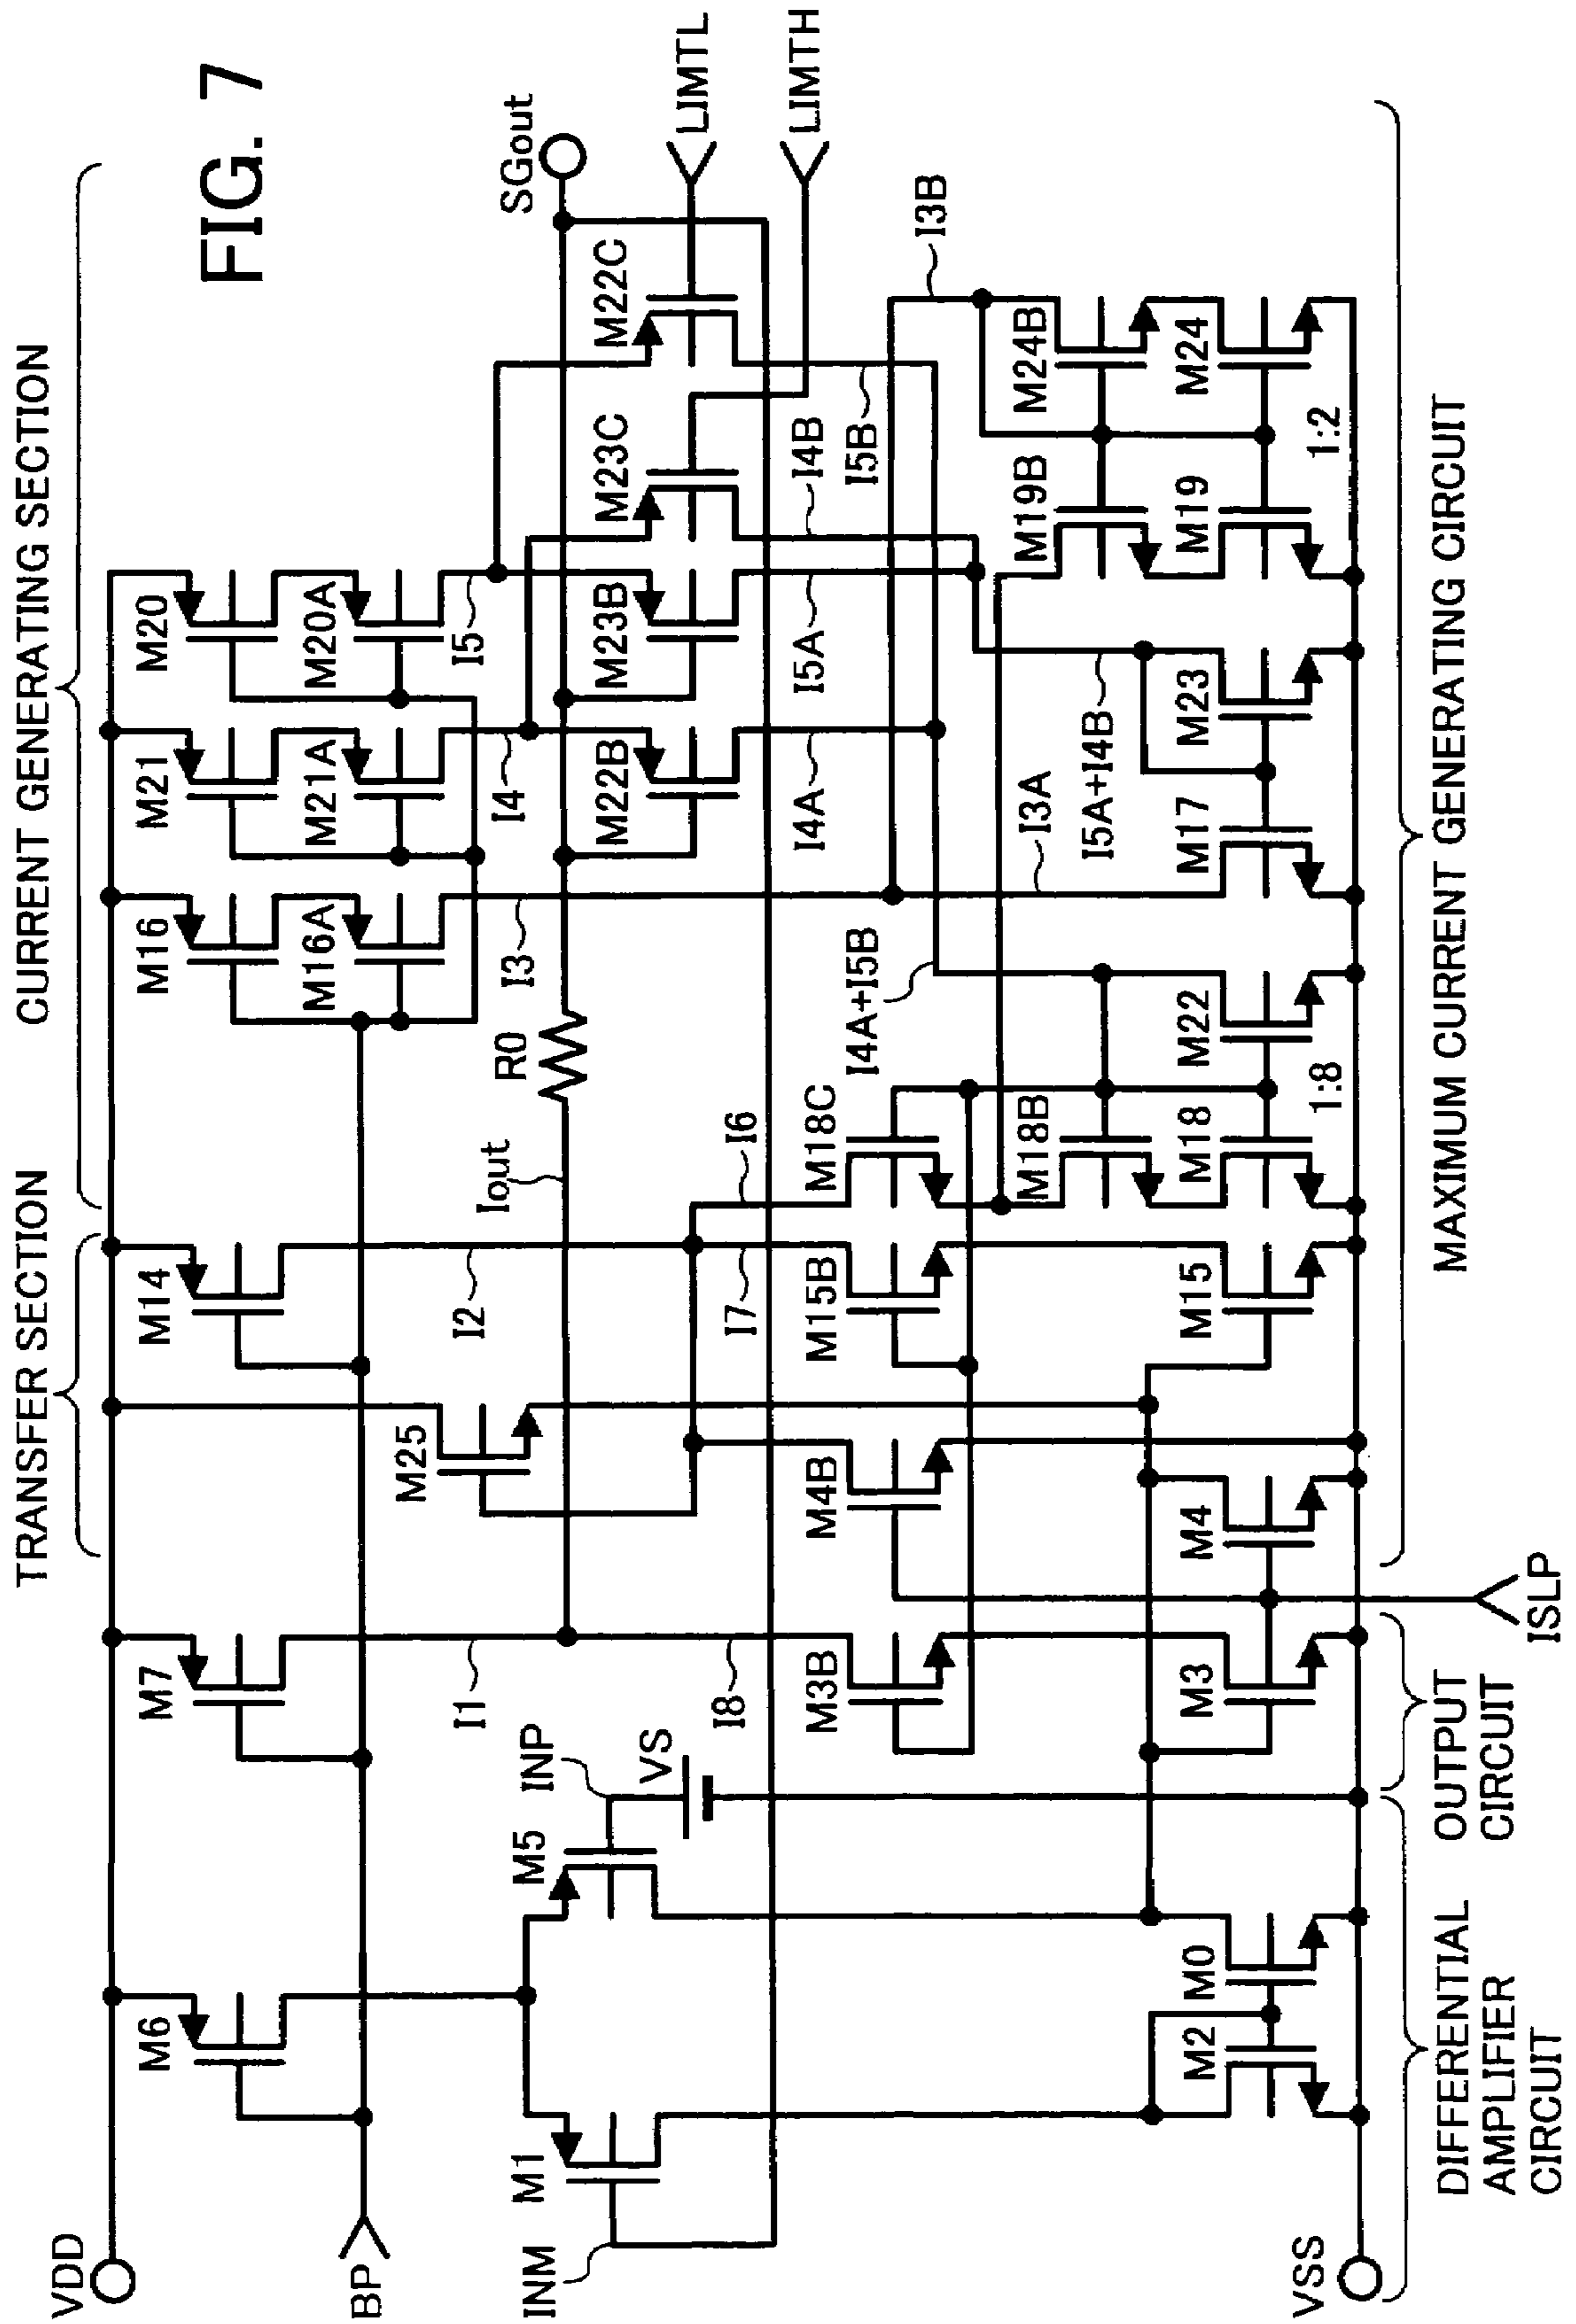 FIG. 7
TRANSFER SECTION
CURRENT GENERATING SECTION
VDD
M6
M7
M14
M16
M21
M20
M16A
M21A
M20A
BP
M25
I1
I2
I3
I4
I5
Iout
R0
SGout
INM
M1
M5
INP
VS
M22B
M23B
M23C
M22C
LIMTL
LIMTH
I8
I7
I6
I4A
I5A
I4B
I5B
M3B
M4B
M15B
M18C
I4A+I5B
I3B
I3A
M18B
M19B
M24B
I5A+I4B
M2
M0
M3
M4
M15
M18
M22
M17
M23
M19
M24
1:8
1:2
VSS
ISLP
DIFFERENTIAL
AMPLIFIER
CIRCUIT
OUTPUT
CIRCUIT
MAXIMUM CURRENT GENERATING CIRCUIT